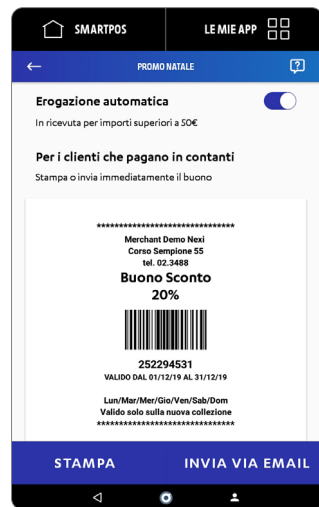 SMARTPOS LE MIE APP
PROMO NATALE
Erogazione automatica
In ricevuta per importi superiori a 50€
Per i clienti che pagano in contanti
Stampa o invia immediatamente il buono
********************************
Merchant Demo Nexi
Corso Sempione 55
tel. 02.3488
Buono Sconto
20%
252294531
VALIDO DAL 01/12/19 AL 31/12/19
Lun/Mar/Mer/Gio/Ven/Sab/Dom
Valido solo sulla nuova collezione
********************************
STAMPA INVIA VIA EMAIL